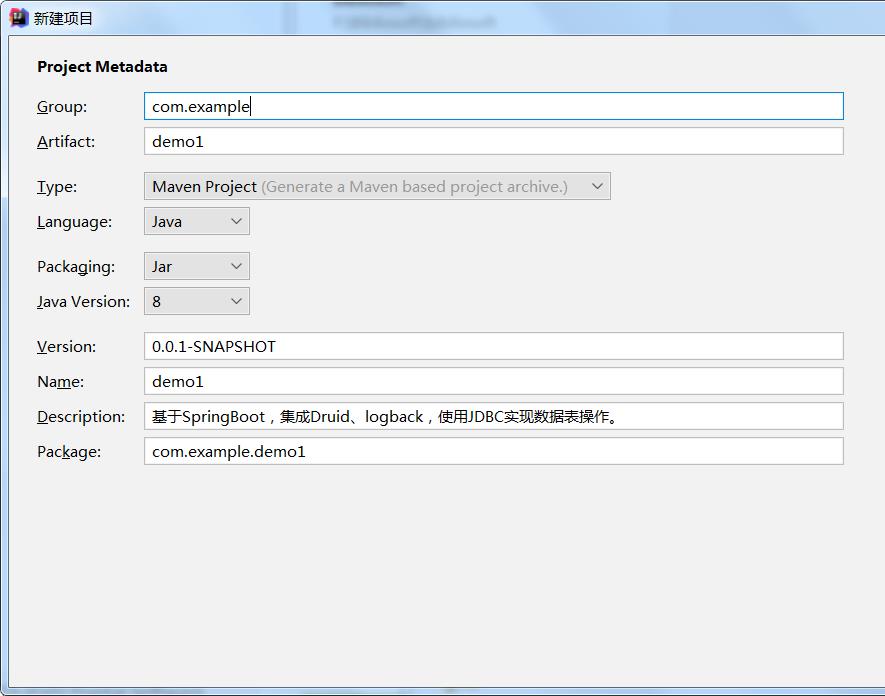 新建项目
Project Metadata
Group: com.example
Artifact: demo1
Type: Maven Project (Generate a Maven based project archive.)
Language: Java
Packaging: Jar
Java Version: 8
Version: 0.0.1-SNAPSHOT
Name: demo1
Description: 基于SpringBoot，集成Druid、logback，使用JDBC实现数据表操作。
Package: com.example.demo1